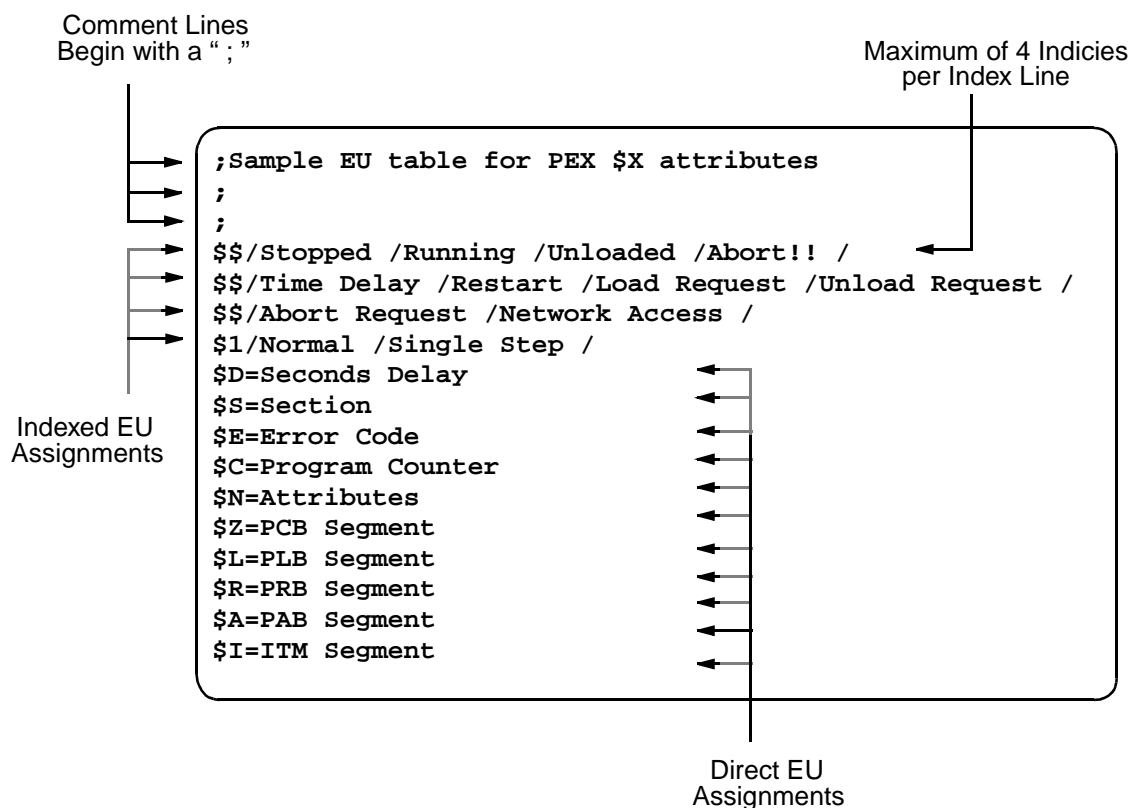 Comment Lines
Begin with a “ ; ”
Maximum of 4 Indicies
per Index Line
;Sample EU table for PEX $X attributes
;
;
$$/Stopped /Running /Unloaded /Abort!! /
$$/Time Delay /Restart /Load Request /Unload Request /
$$/Abort Request /Network Access /
$1/Normal /Single Step /
$D=Seconds Delay
$S=Section
$E=Error Code
$C=Program Counter
$N=Attributes
$Z=PCB Segment
$L=PLB Segment
$R=PRB Segment
$A=PAB Segment
$I=ITM Segment
Indexed EU
Assignments
Direct EU
Assignments